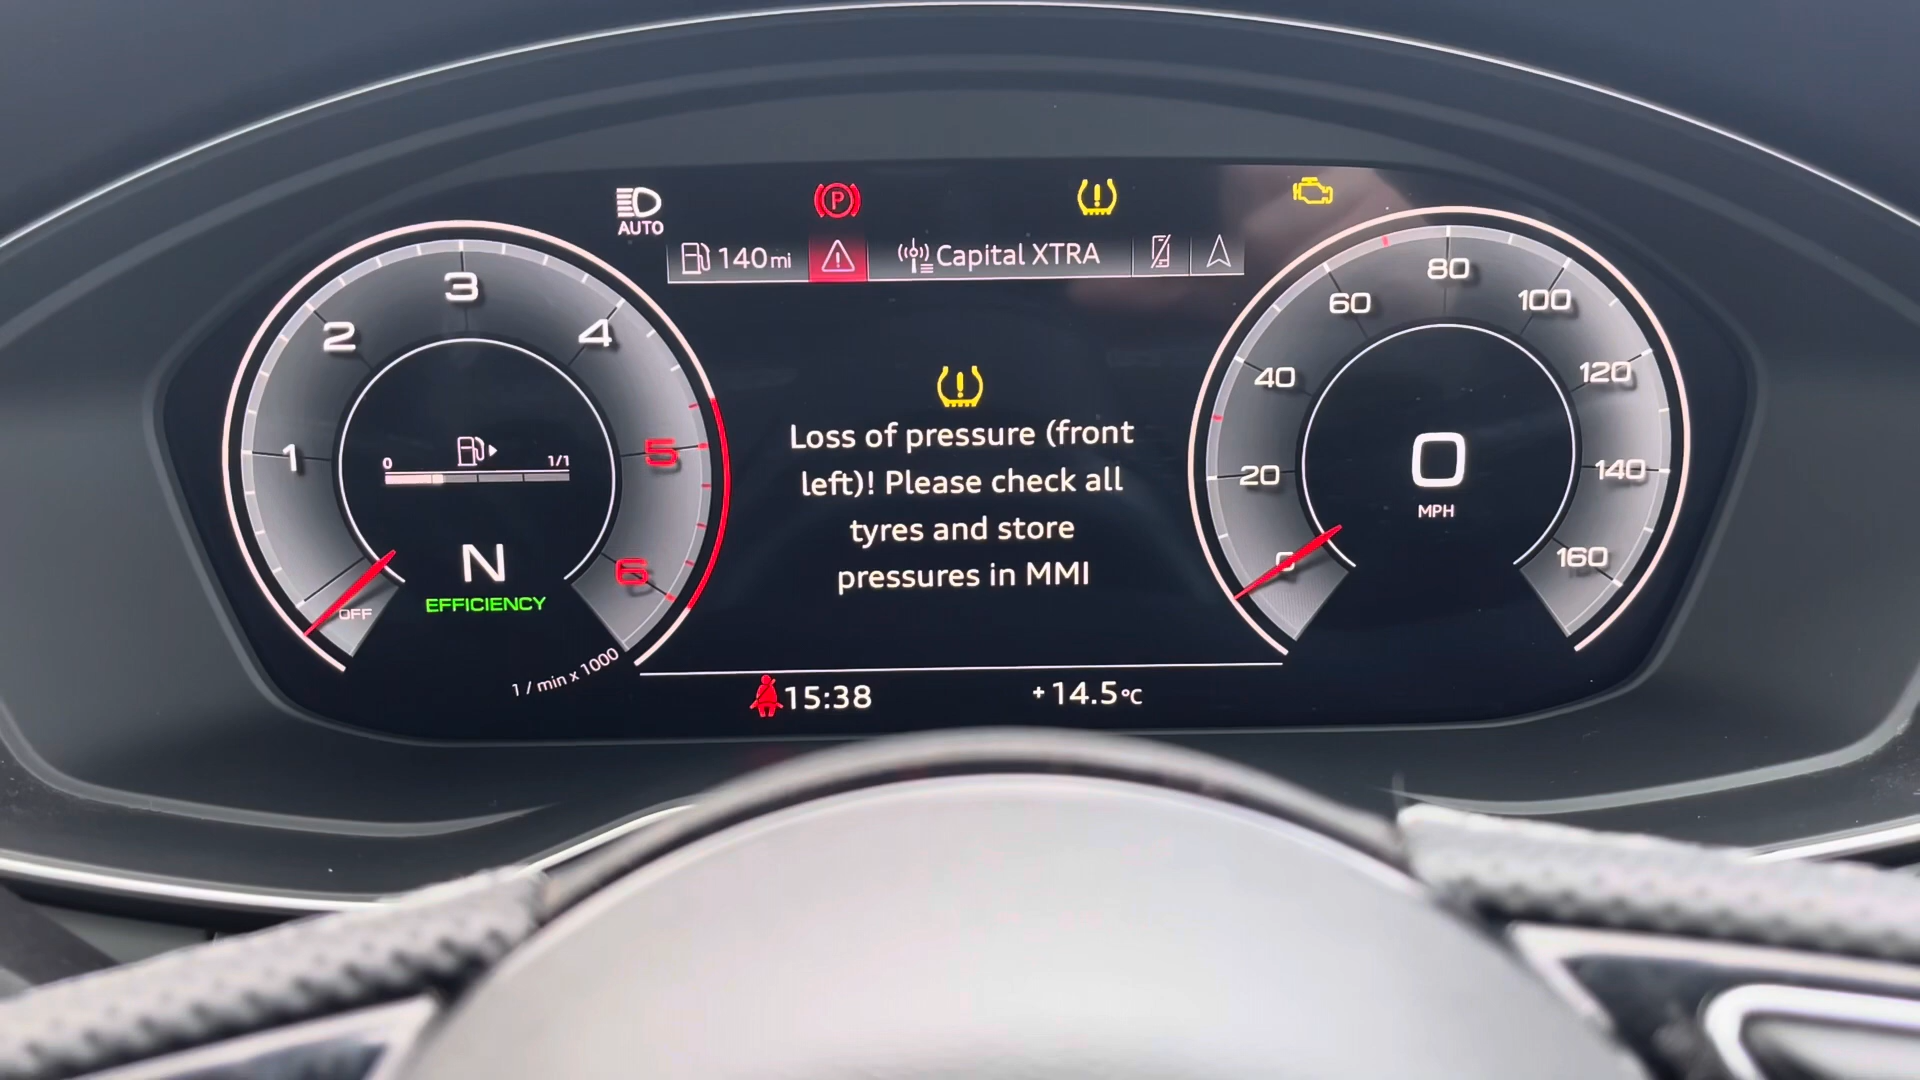 AUTO
P
140 mi
Capital XTRA
1
2
3
4
5
6
OFF
0
1/1
N
EFFICIENCY
1 / min x 1000
Loss of pressure (front
left)! Please check all
tyres and store
pressures in MMI
0
20
40
60
80
100
120
140
160
0
MPH
15:38
+14.5°C